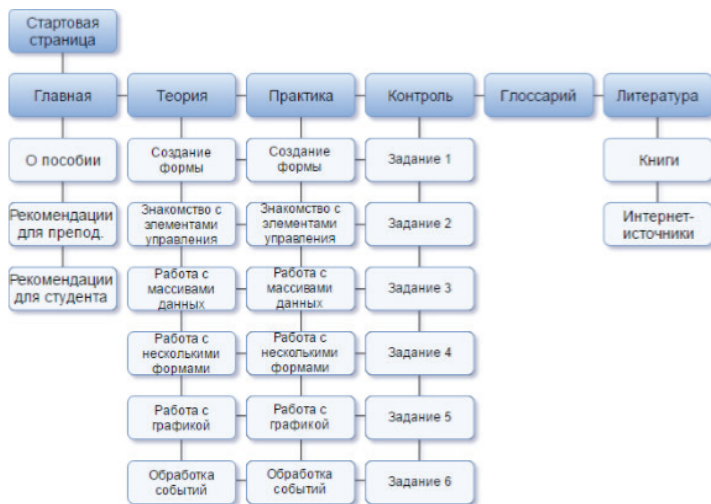 Стартовая
страница
Главная
Теория
Практика
Контроль
Глоссарий
Литература
О пособии
Создание
формы
Создание
формы
Задание 1
Книги
Рекомендации
для препод.
Знакомство с
элементами
управления
Знакомство с
элементами
управления
Задание 2
Интернет-
источники
Рекомендации
для студента
Работа с
массивами
данных
Работа с
массивами
данных
Задание 3
Работа с
несколькими
формами
Работа с
несколькими
формами
Задание 4
Работа с
графикой
Работа с
графикой
Задание 5
Обработка
событий
Обработка
событий
Задание 6